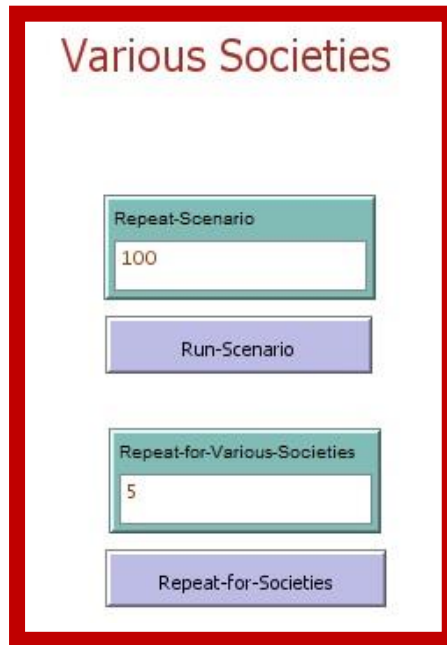 Various Societies
Repeat-Scenario
100
Run-Scenario
Repeat-for-Various-Societies
5
Repeat-for-Societies